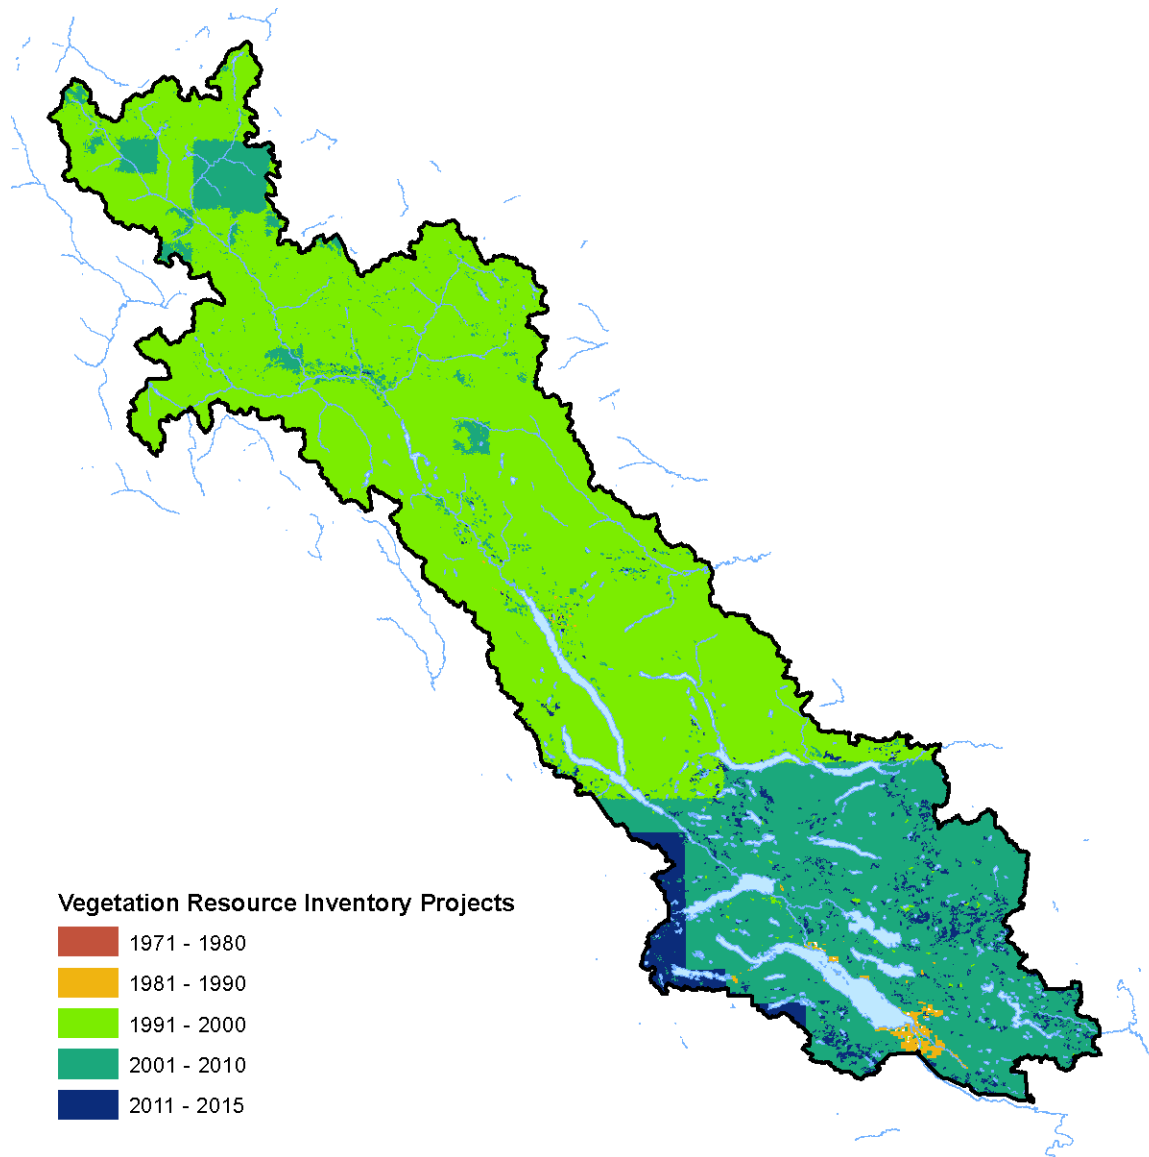 Vegetation Resource Inventory Projects
1971 - 1980
1981 - 1990
1991 - 2000
2001 - 2010
2011 - 2015